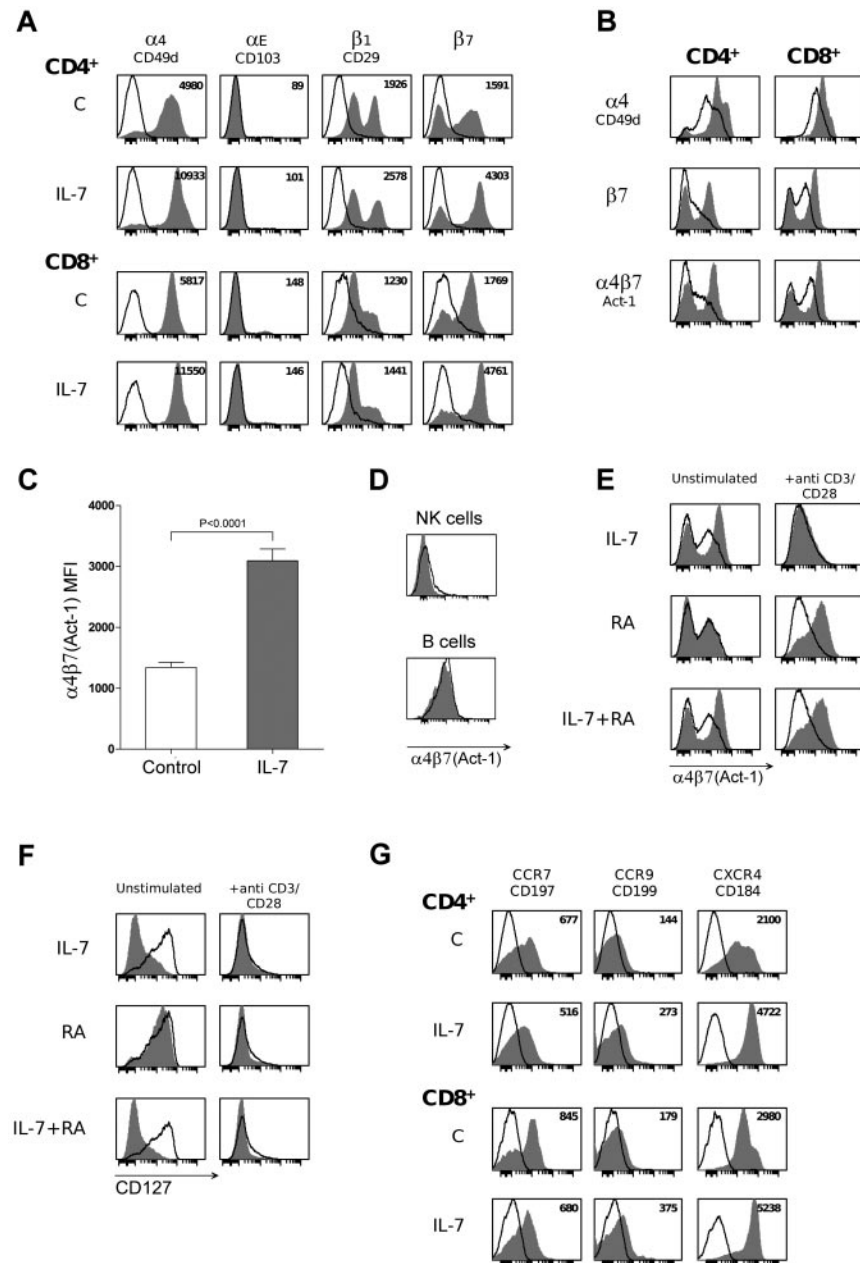 A
α4 αE β1 β7
CD49d CD103 CD29
CD4+
C 4980 89 1926 1591
IL-7 10933 101 2578 4303
CD8+
C 5817 148 1230 1769
IL-7 11550 146 1441 4761
B
CD4+ CD8+
α4
CD49d
β7
α4β7
Act-1
C
α4β7(Act-1) MFI
4000
3000
2000
1000
0
P<0.0001
Control IL-7
D
NK cells
B cells
α4β7(Act-1)
E
Unstimulated +anti CD3/
CD28
IL-7
RA
IL-7+RA
α4β7(Act-1)
F
Unstimulated +anti CD3/
CD28
IL-7
RA
IL-7+RA
CD127
G
CCR7 CCR9 CXCR4
CD197 CD199 CD184
CD4+
C 677 144 2100
IL-7 516 273 4722
CD8+
C 845 179 2980
IL-7 680 375 5238